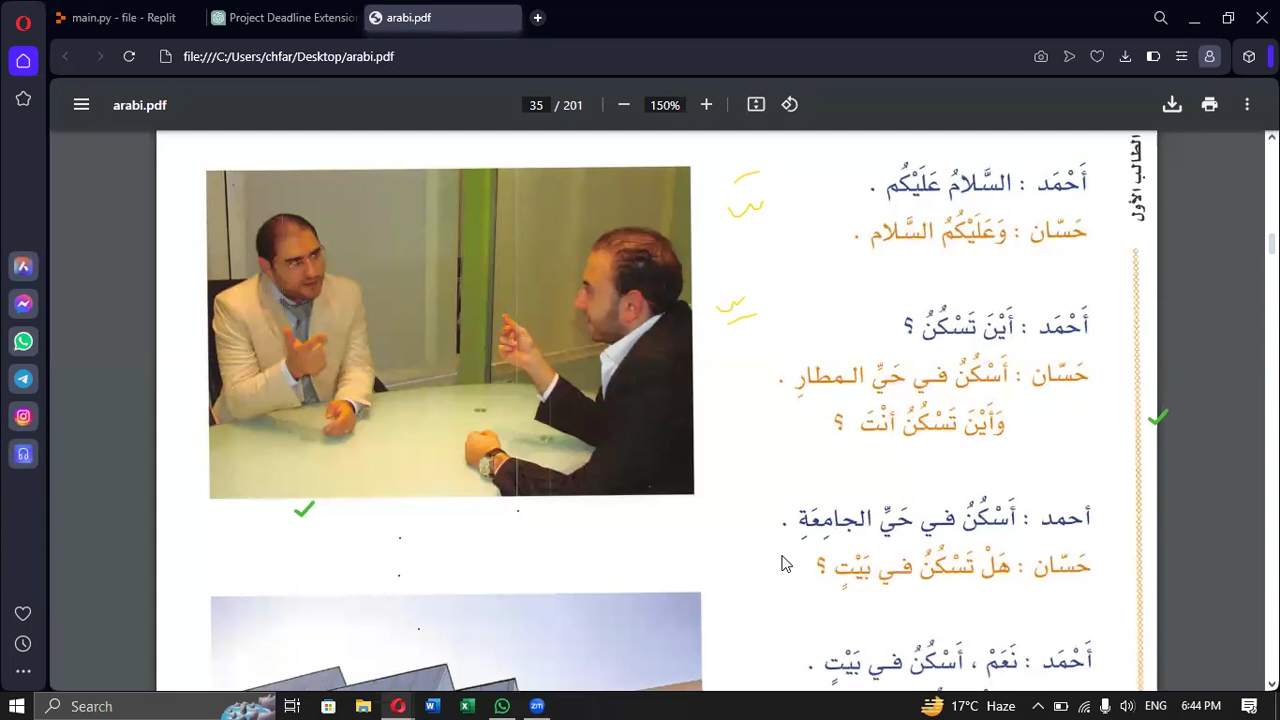 main.py - file - Replit
Project Deadline Extension
arabi.pdf
file:///C:/Users/chfar/Desktop/arabi.pdf
arabi.pdf
35 / 201
150%
الطالب الأول
أَحْمَد : السَّلامُ عَلَيْكُم .
حَسّان : وَعَلَيْكُمُ السَّلام .
أَحْمَد : أَيْنَ تَسْكُنُ ؟
حَسّان : أَسْكُنُ في حَيِّ المطارِ .
وَأَيْنَ تَسْكُنُ أنْتَ ؟
أحمد : أَسْكُنُ في حَيِّ الجامِعَةِ .
حَسّان : هَلْ تَسْكُنُ في بَيْتٍ ؟
أَحْمَد : نَعَمْ ، أَسْكُنُ في بَيْتٍ .
Search
17°C Haze
ENG
6:44 PM